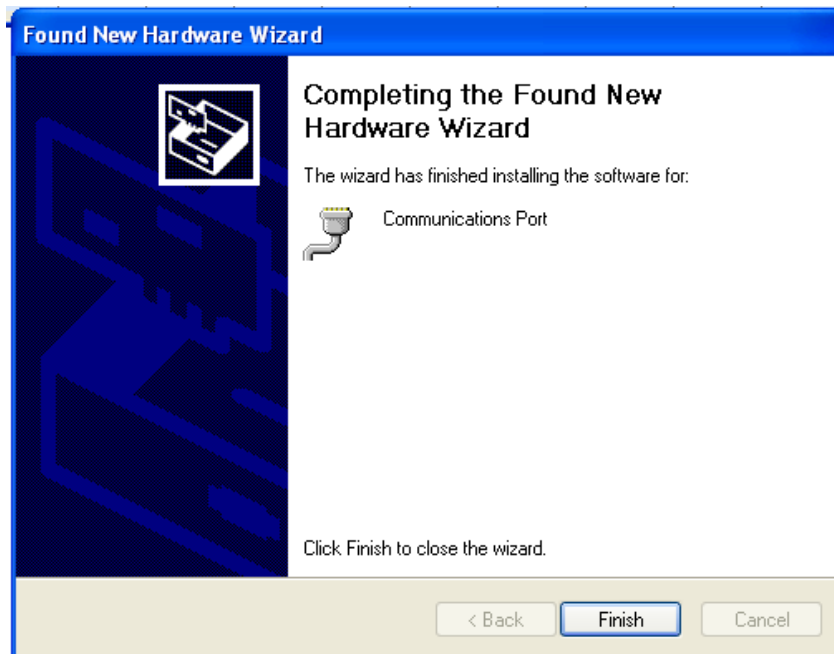 Found New Hardware Wizard
Completing the Found New
Hardware Wizard
The wizard has finished installing the software for:
Communications Port
Click Finish to close the wizard.
< Back
Finish
Cancel